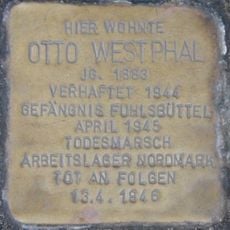 HIER WOHNTE
OTTO WESTPHAL
JG. 1883
VERHAFTET 1944
GEFÄNGNIS FUHLSBÜTTEL
APRIL 1945
TODESMARSCH
ARBEITSLAGER NORDMARK
TOT AN FOLGEN
13.4.1946